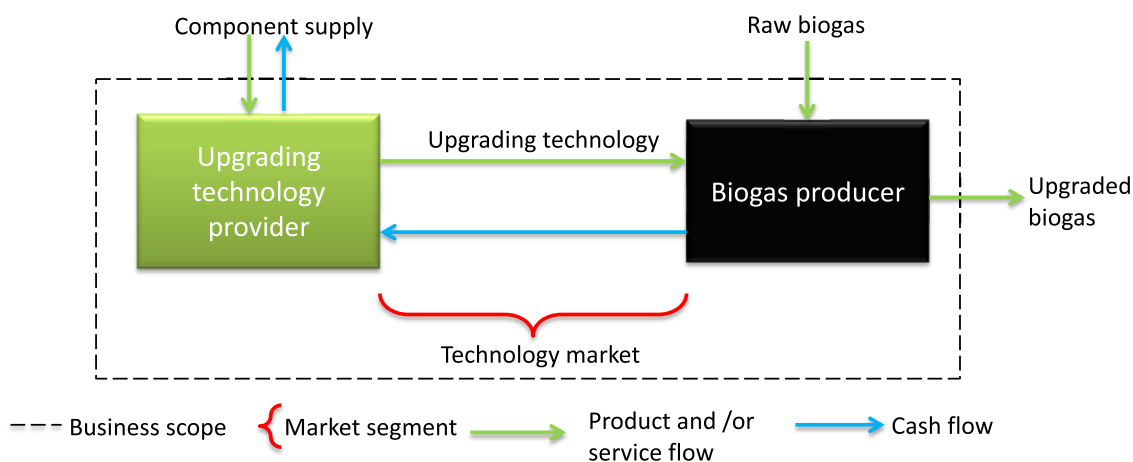 Component supply
Raw biogas
Upgrading technology
Upgrading
technology
provider
Biogas producer
Upgraded
biogas
Technology market
Business scope
Market segment
Product and /or
service flow
Cash flow